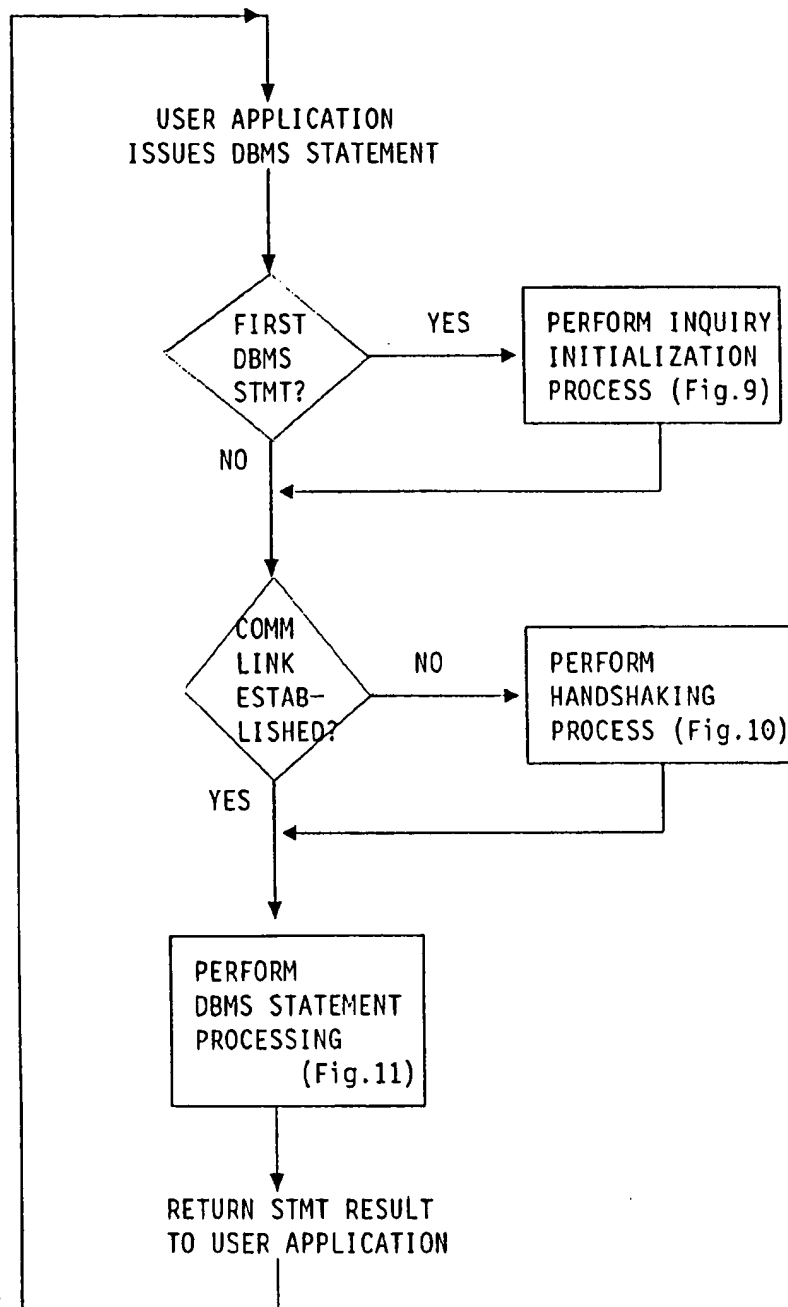 USER APPLICATION
ISSUES DBMS STATEMENT
FIRST
DBMS
STMT?
YES
PERFORM INQUIRY
INITIALIZATION
PROCESS (Fig.9)
NO
COMM
LINK
ESTAB-
LISHED?
NO
PERFORM
HANDSHAKING
PROCESS (Fig.10)
YES
PERFORM
DBMS STATEMENT
PROCESSING
(Fig.11)
RETURN STMT RESULT
TO USER APPLICATION